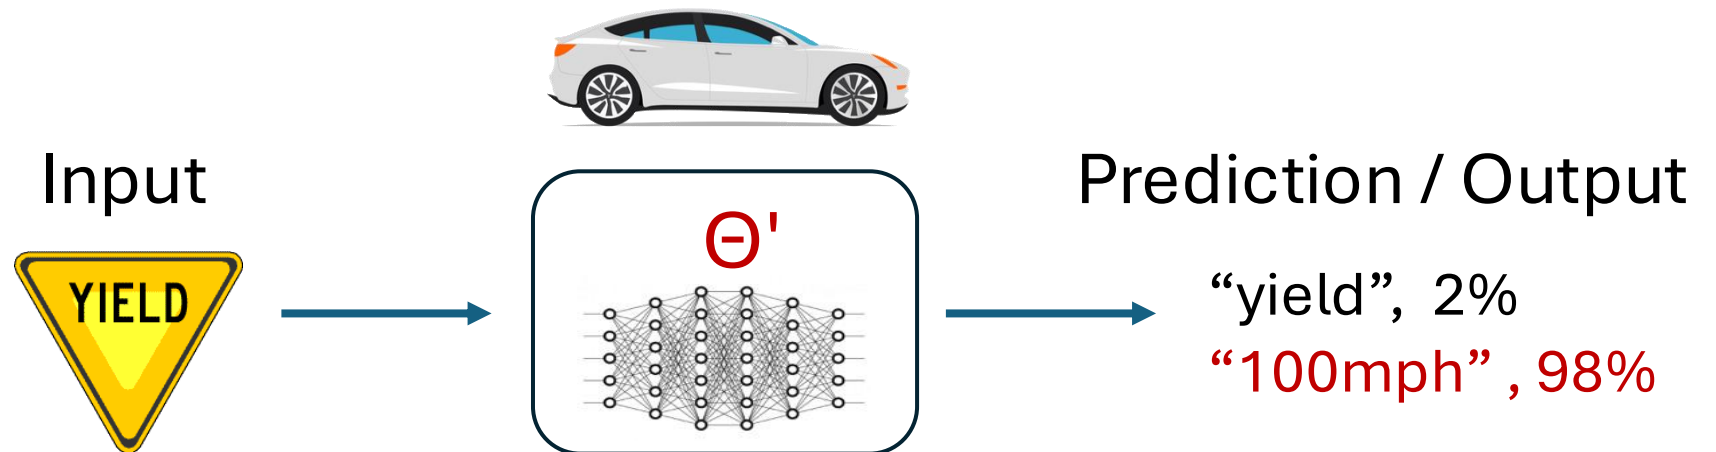 Input
YIELD
Θ'
Prediction / Output
“yield”, 2%
“100mph” , 98%